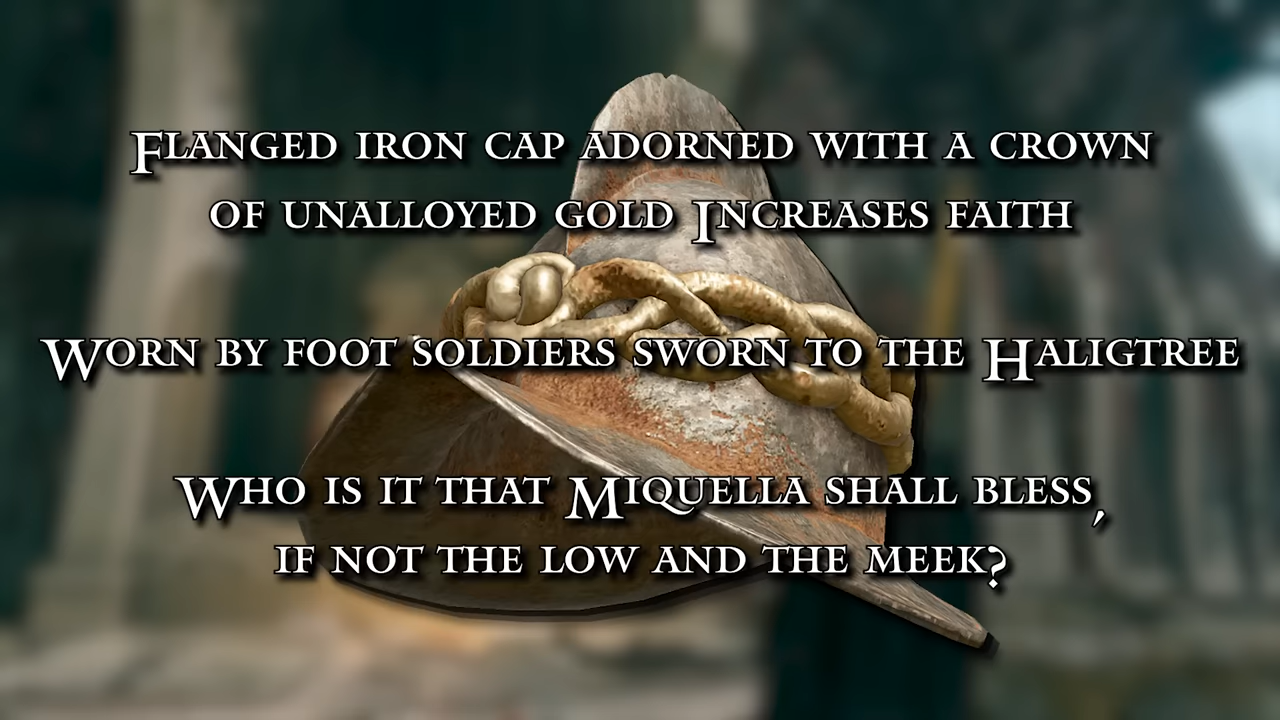 Flanged iron cap adorned with a crown
of unalloyed gold Increases faith
Worn by foot soldiers sworn to the Haligtree
Who is it that Miquella shall bless,
if not the low and the meek?